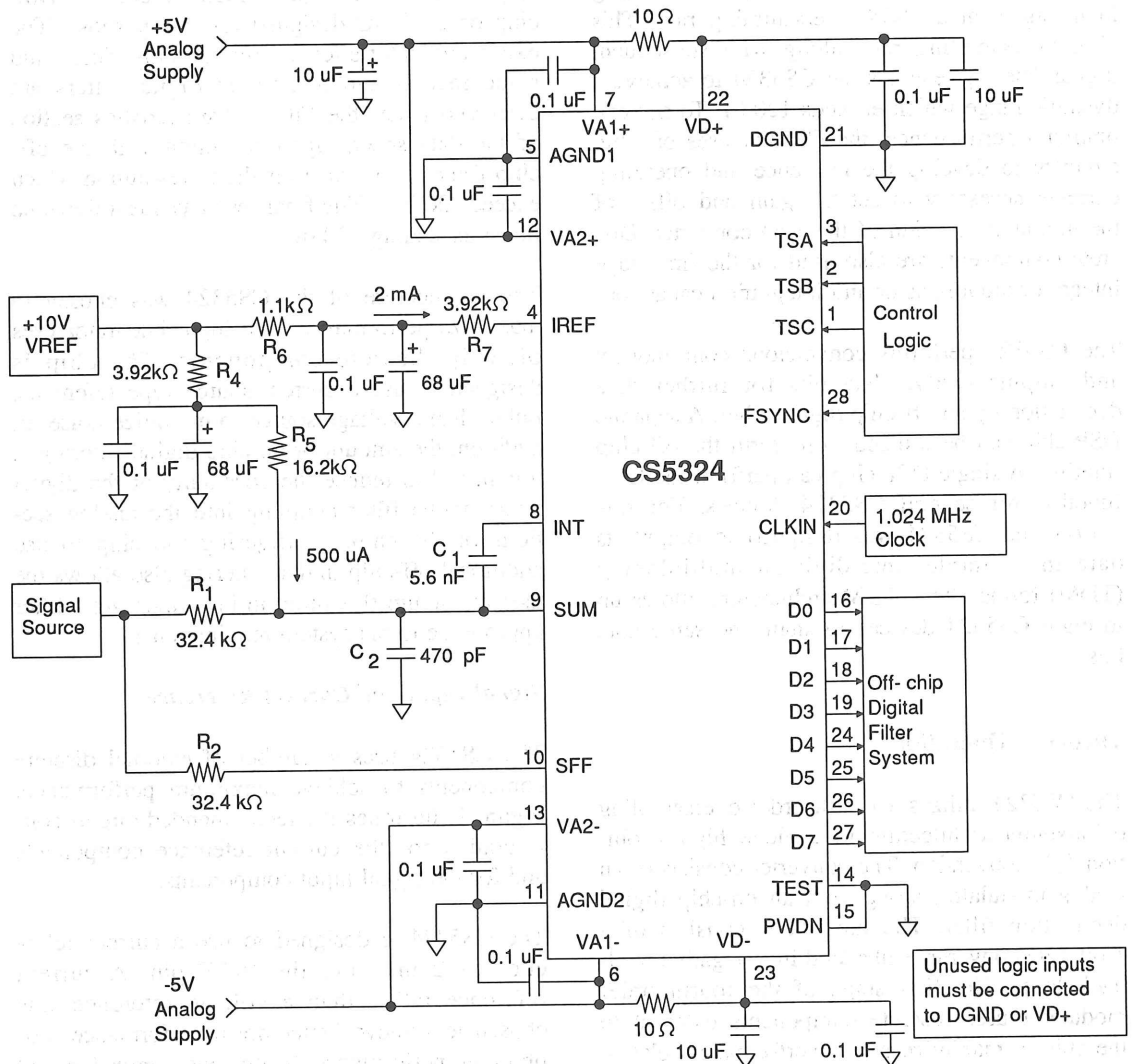 +5V
Analog
Supply
10 uF
+
0.1 uF
7
VA1+
10Ω
22
VD+
0.1 uF
10 uF
+
5
AGND1
DGND
21
0.1 uF
12
VA2+
TSA
3
TSB
2
TSC
1
Control
Logic
FSYNC
28
+10V
VREF
1.1kΩ
R6
2 mA
3.92kΩ
R7
4
IREF
3.92kΩ
R4
0.1 uF
+
68 uF
0.1 uF
+
68 uF
R5
16.2kΩ
CS5324
8
INT
C1
5.6 nF
CLKIN
20
1.024 MHz
Clock
500 uA
Signal
Source
R1
32.4 kΩ
9
SUM
C2
470 pF
D0
16
D1
17
D2
18
D3
19
D4
24
D5
25
D6
26
D7
27
Off- chip
Digital
Filter
System
R2
32.4 kΩ
10
SFF
13
VA2-
0.1 uF
11
AGND2
TEST
14
PWDN
15
0.1 uF
VA1-
6
VD-
23
-5V
Analog
Supply
10Ω
10 uF
+
0.1 uF
Unused logic inputs
must be connected
to DGND or VD+